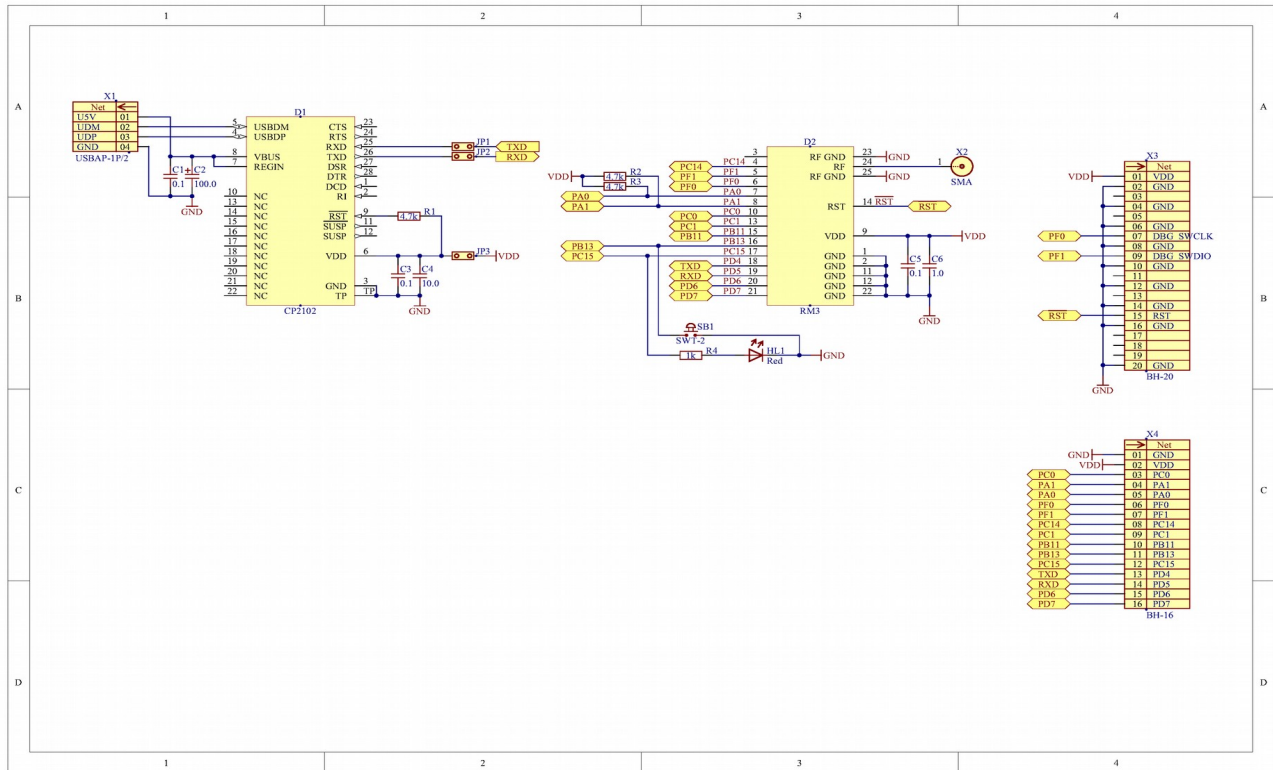 1 2 3 4
A A
B B
C C
D D
1 2 3 4
X1
Net
U5V 01
UDM 02
UDP 03
GND 04
USBAP-1P/2
C1
0.1
C2
100.0
GND
D1
5 USBDM CTS 23
4 USBDP RTS 24
RXD 25
TXD 26
8 VBUS DSR 27
7 REGIN DTR 28
DCD 1
10 NC RI 2
13 NC
14 NC RST 9
15 NC SUSP 11
16 NC SUSP 12
17 NC
18 NC VDD 6
19 NC
20 NC
21 NC GND 3
22 NC TP TP
CP2102
JP1 TXD
JP2 RXD
4.7k R1
JP3 VDD
C3
0.1
C4
10.0
GND
VDD 4.7k R2
4.7k R3
PA0
PA1
PB13
PC15
PC14
PF1
PF0
PC0
PC1
PB11
TXD
RXD
PD6
PD7
D2
3 RF GND 23 GND
PC14 4 RF 24
PF1 5 RF GND 25 GND
PF0 6
PA0 7
PA1 8 RST 14 RST RST
PC0 10
PC1 13
PB11 15
PB13 16 VDD 9 VDD
PC15 17
PD4 18 GND 1
PD5 19 GND 2
PD6 20 GND 11
PD7 21 GND 12
GND 22
RM3
X2
1
SMA
C5
0.1
C6
1.0
GND
SB1
SWT-2
1k R4
HL1
Red
GND
X3
Net
VDD 01 VDD
02 GND
03
04 GND
05
06 GND
PF0 07 DBG_SWCLK
08 GND
PF1 09 DBG_SWDIO
10 GND
11
12 GND
13
14 GND
RST 15 RST
16 GND
17
18
19
20 GND
BH-20
GND
X4
Net
GND 01 GND
VDD 02 VDD
PC0 03 PC0
PA1 04 PA1
PA0 05 PA0
PF0 06 PF0
PF1 07 PF1
PC14 08 PC14
PC1 09 PC1
PB11 10 PB11
PB13 11 PB13
PC15 12 PC15
TXD 13 PD4
RXD 14 PD5
PD6 15 PD6
PD7 16 PD7
BH-16